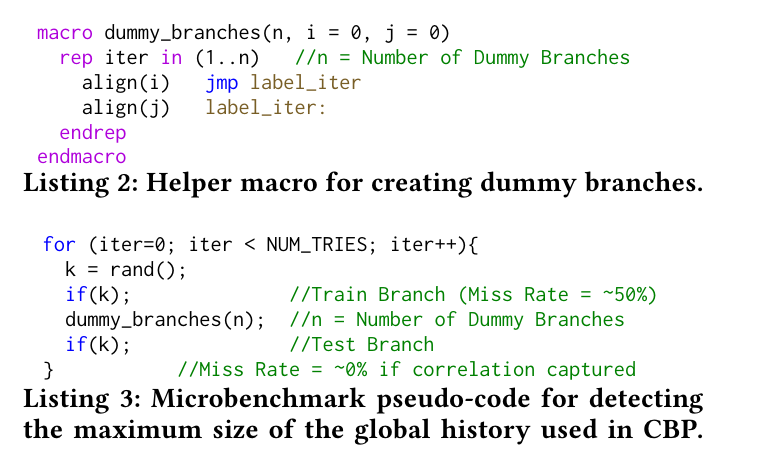 macro dummy_branches(n, i = 0, j = 0)
rep iter in (1..n) //n = Number of Dummy Branches
align(i) jmp label_iter
align(j) label_iter:
endrep
endmacro
Listing 2: Helper macro for creating dummy branches.
for (iter=0; iter < NUM_TRIES; iter++){
k = rand();
if(k); //Train Branch (Miss Rate = ~50%)
dummy_branches(n); //n = Number of Dummy Branches
if(k); //Test Branch
} //Miss Rate = ~0% if correlation captured
Listing 3: Microbenchmark pseudo-code for detecting
the maximum size of the global history used in CBP.